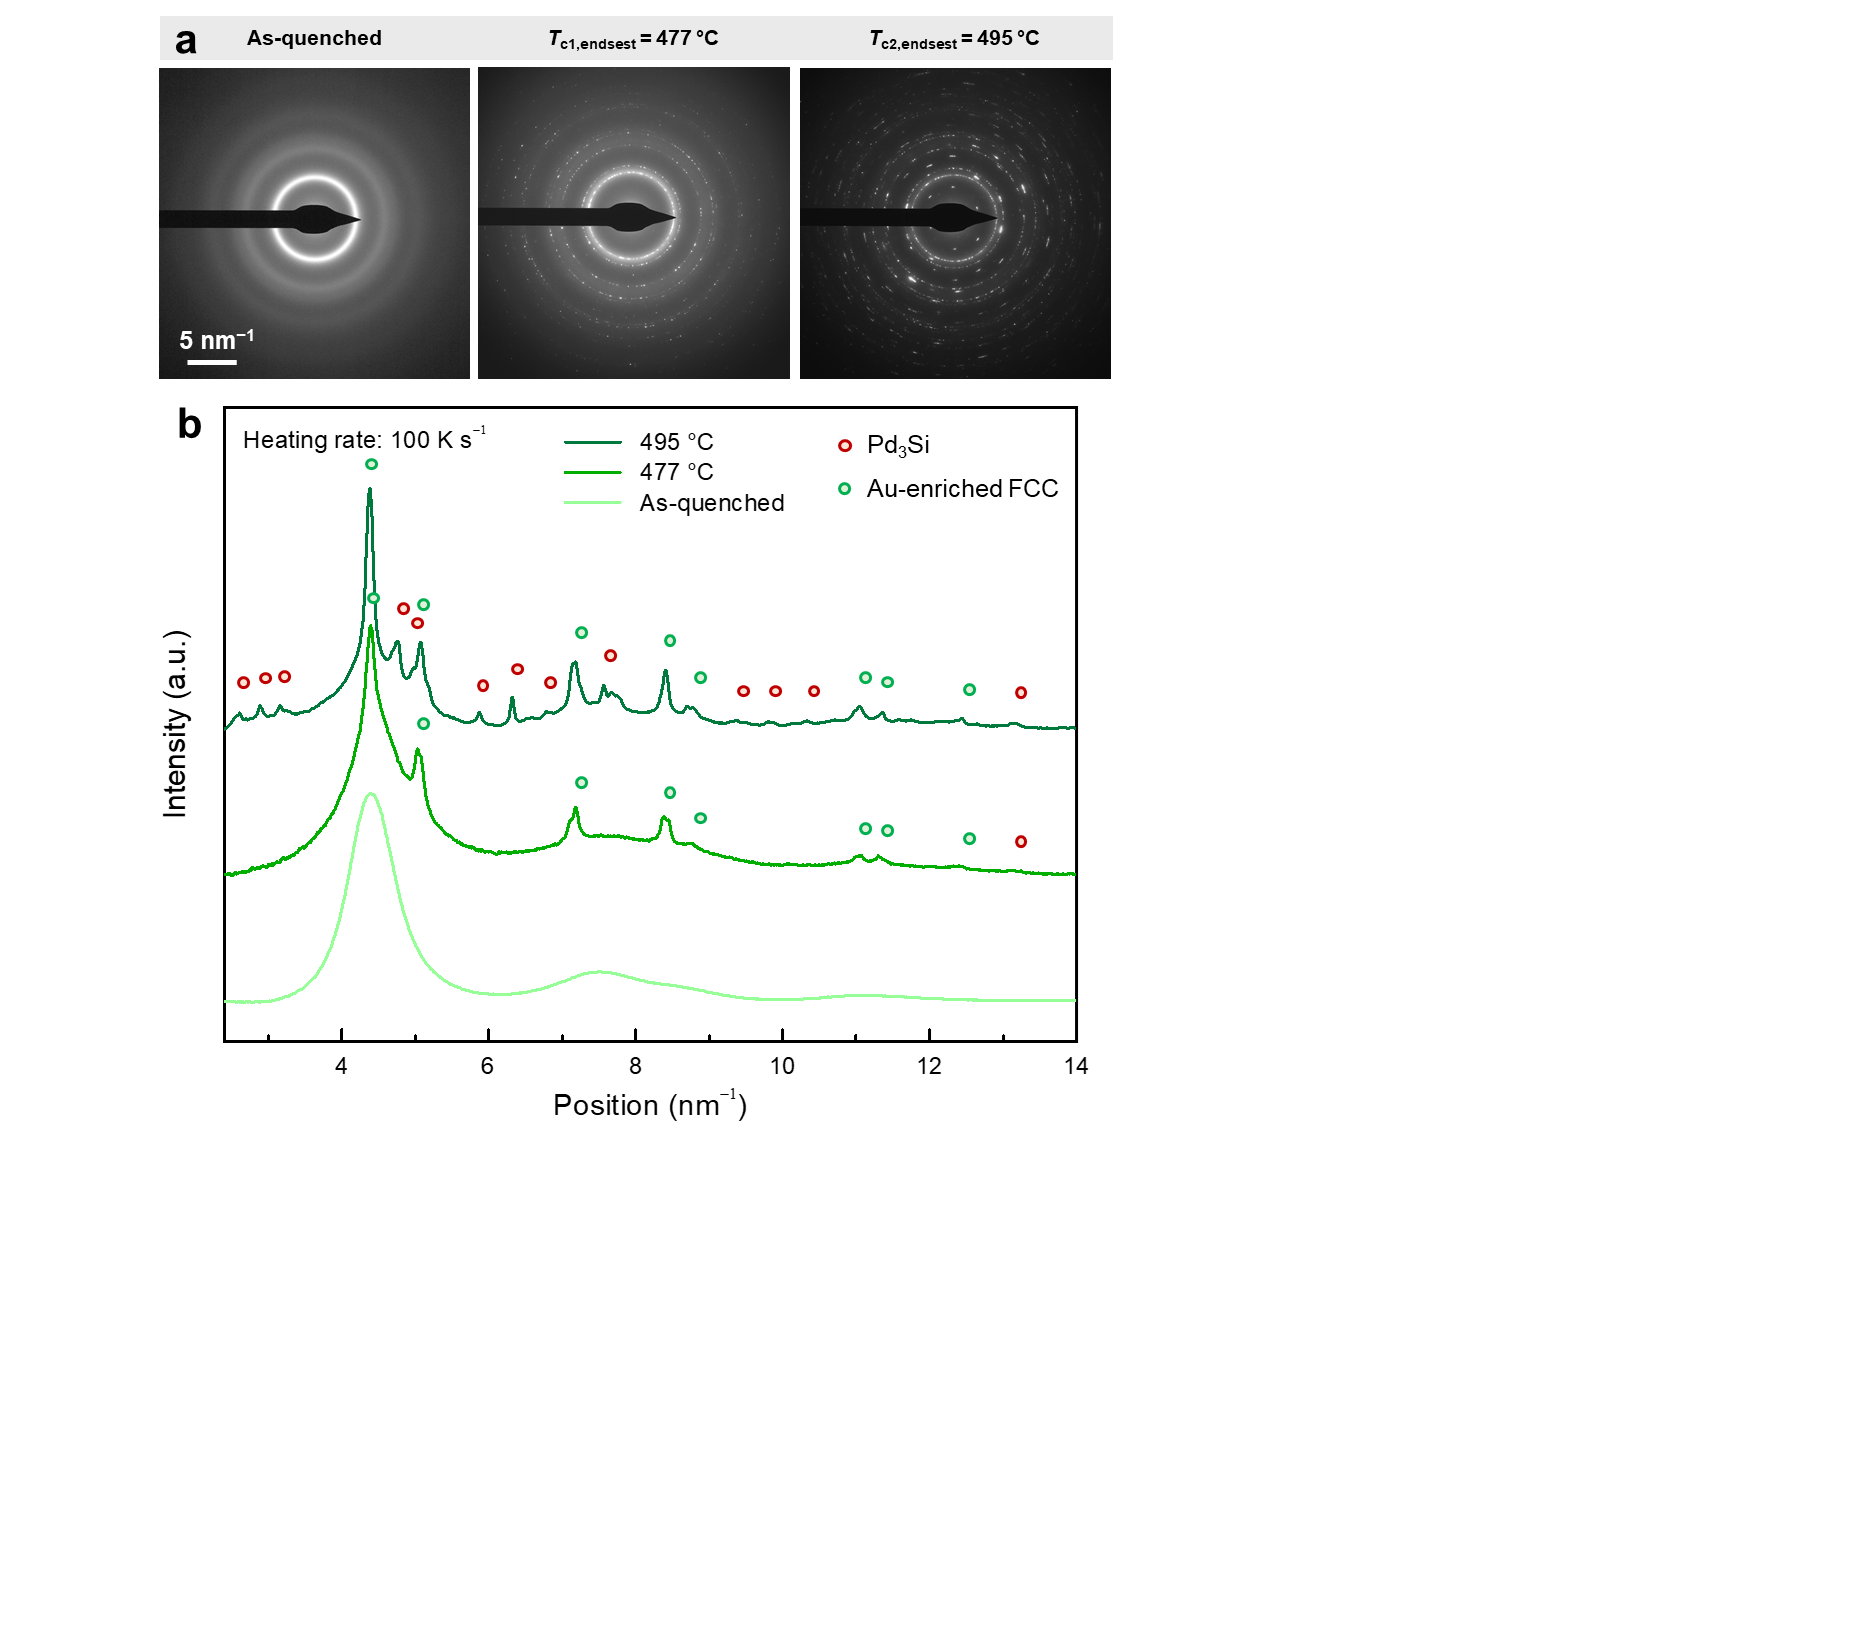 a As-quenched Tc1,endsest = 477 °C Tc2,endsest = 495 °C
5 nm⁻¹
b
Heating rate: 100 K s⁻¹
495 °C
477 °C
As-quenched
Pd₃Si
Au-enriched FCC
Intensity (a.u.)
4 6 8 10 12 14
Position (nm⁻¹)